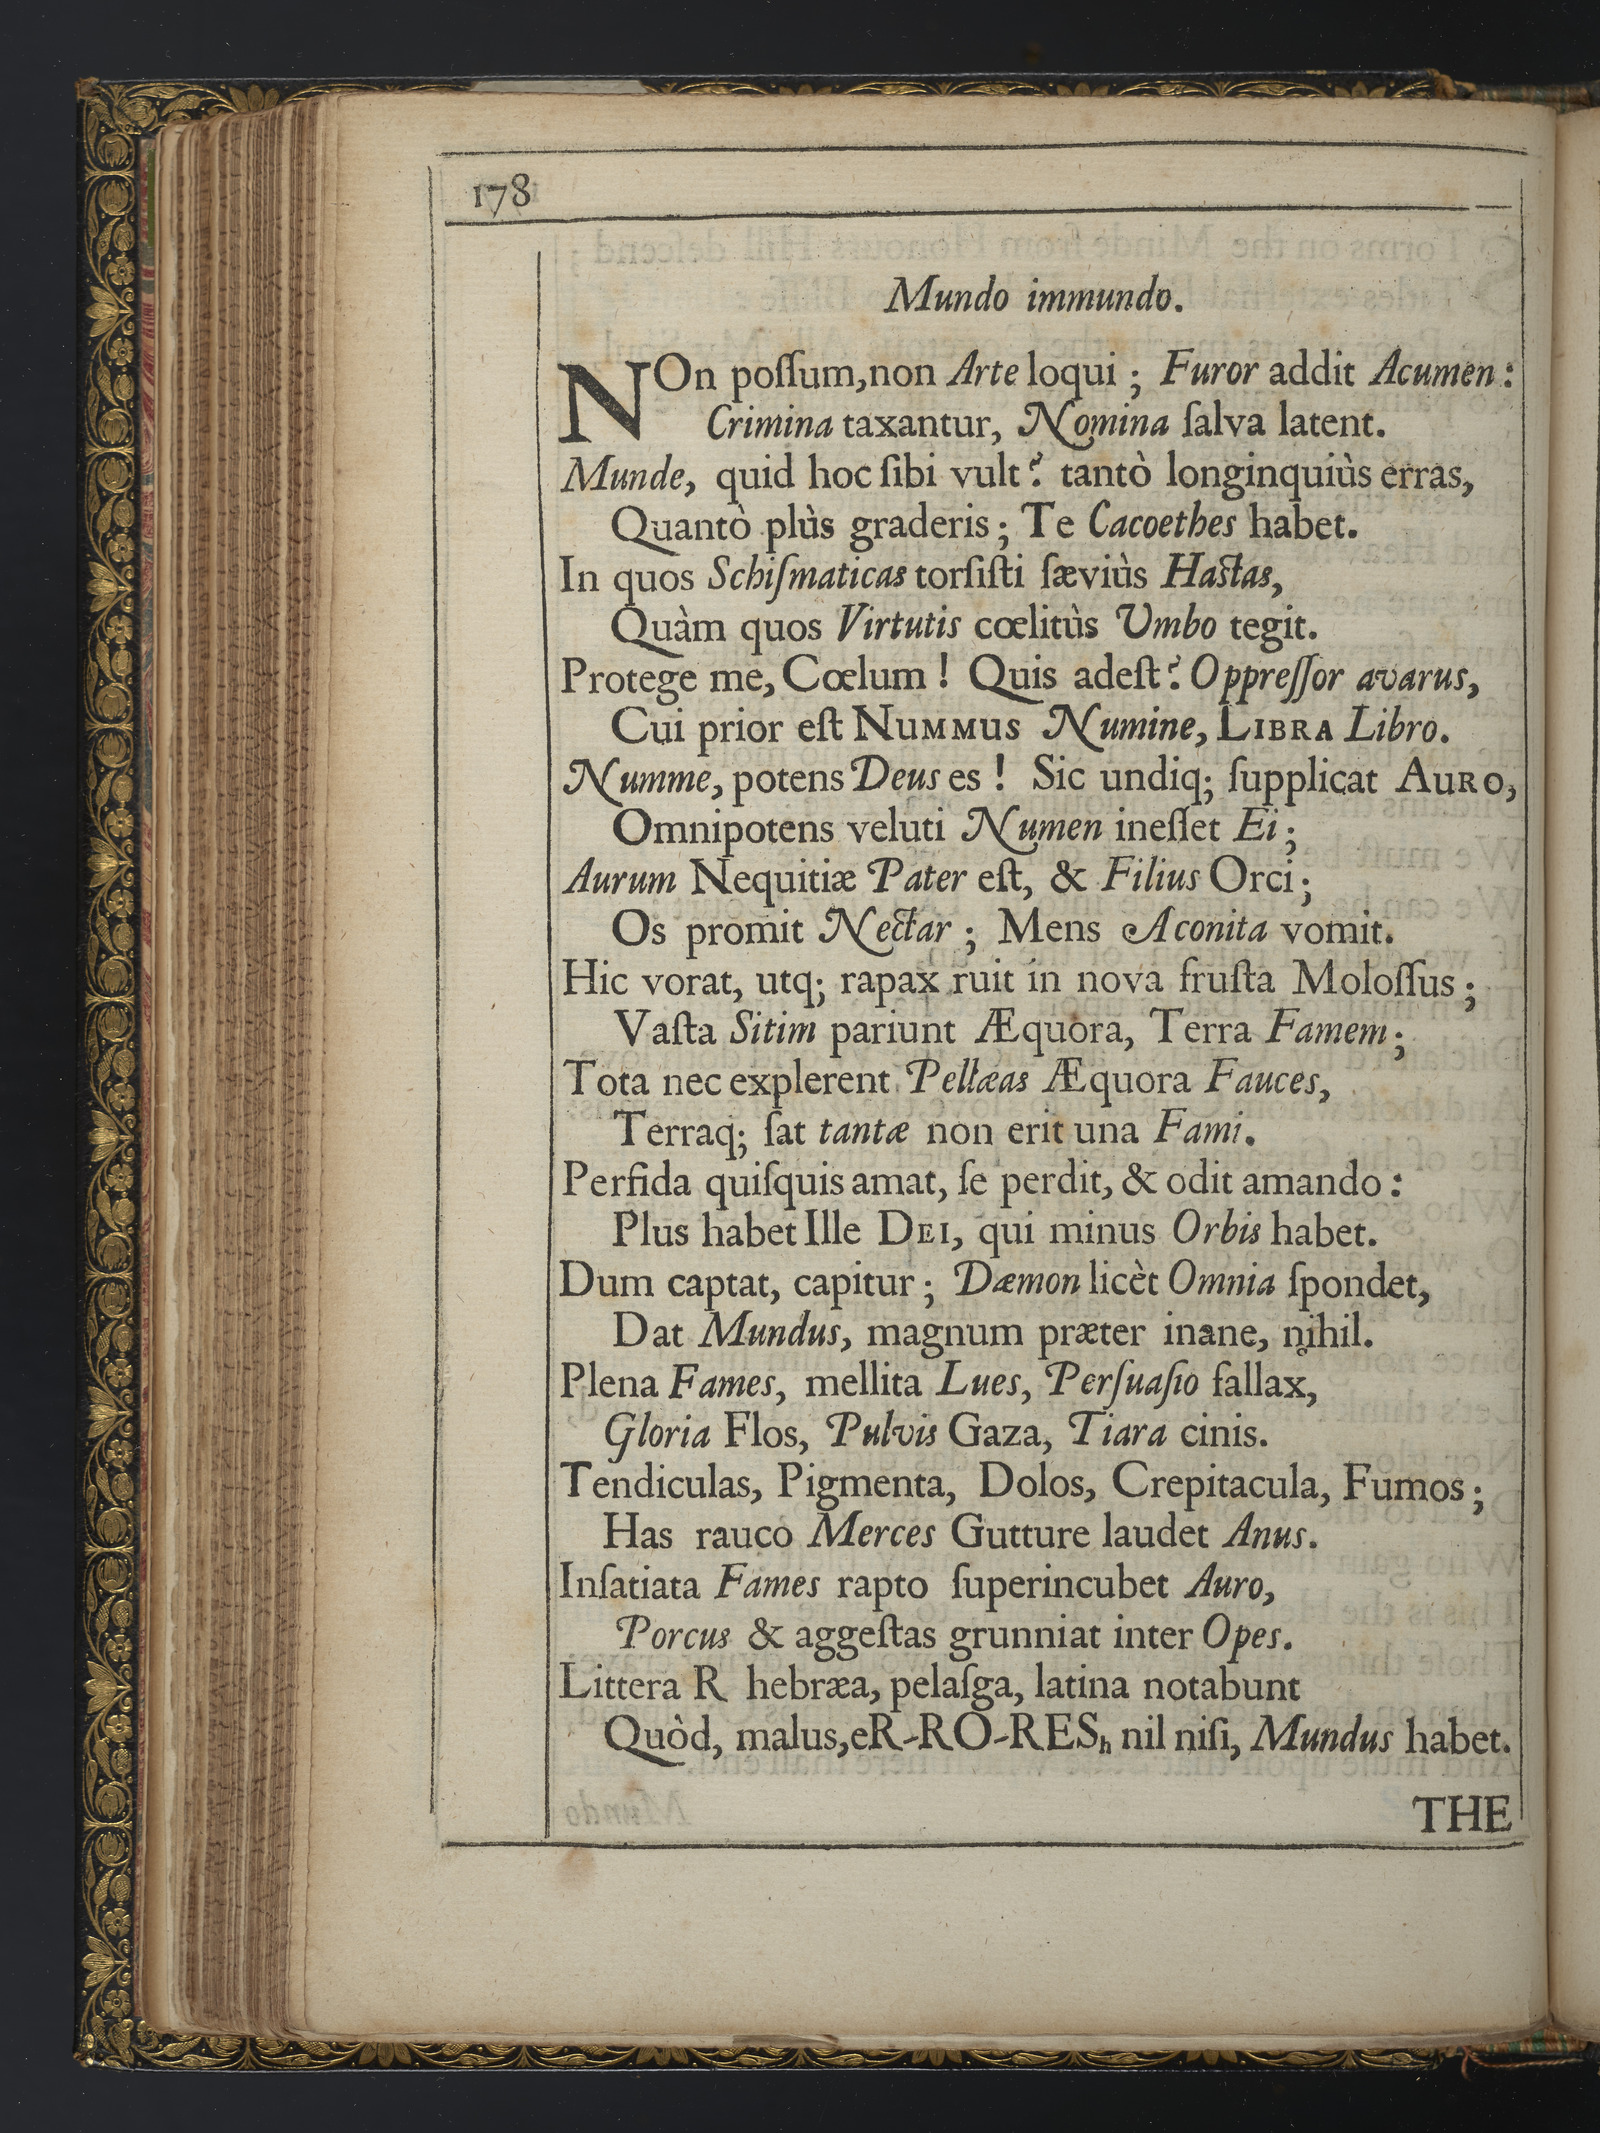 178
Mundo immundo.
NOn poſſum, non Arte loqui; Furor addit Acumen:
Crimina taxantur, Nomina ſalva latent.
Munde, quid hoc ſibi vult? tantò longinquiùs erras,
Quantò plùs graderis; Te Cacoethes habet.
In quos Schiſmaticas torſiſti ſæviùs Haſtas,
Quàm quos Virtutis cœlitùs Umbo tegit.
Protege me, Cœlum! Quis adeſt? Oppreſſor avarus,
Cui prior eſt NUMMUS Numine, LIBRA Libro.
Numme, potens Deus es! Sic undiq; ſupplicat AURO,
Omnipotens veluti Numen ineſſet Ei;
Aurum Nequitiæ Pater eſt, & Filius Orci;
Os promit Nectar; Mens Aconita vomit.
Hic vorat, utq; rapax ruit in nova fruſta Moloſſus;
Vaſta Sitim pariunt Æquora, Terra Famem;
Tota nec explerent Pellæas Æquora Fauces,
Terraq; ſat tantæ non erit una Fami.
Perfida quiſquis amat, ſe perdit, & odit amando:
Plus habet Ille DEI, qui minus Orbis habet.
Dum captat, capitur; Dæmon licèt Omnia ſpondet,
Dat Mundus, magnum præter inane, nihil.
Plena Fames, mellita Lues, Perſuaſio fallax,
Gloria Flos, Pulvis Gaza, Tiara cinis.
Tendiculas, Pigmenta, Dolos, Crepitacula, Fumos;
Has rauco Merces Gutture laudet Anus.
Inſatiata Fames rapto ſuperincubet Auro,
Porcus & aggeſtas grunniat inter Opes.
Littera R hebræa, pelaſga, latina notabunt
Quòd, malus, eR-RO-RES, nil niſi, Mundus habet.
THE